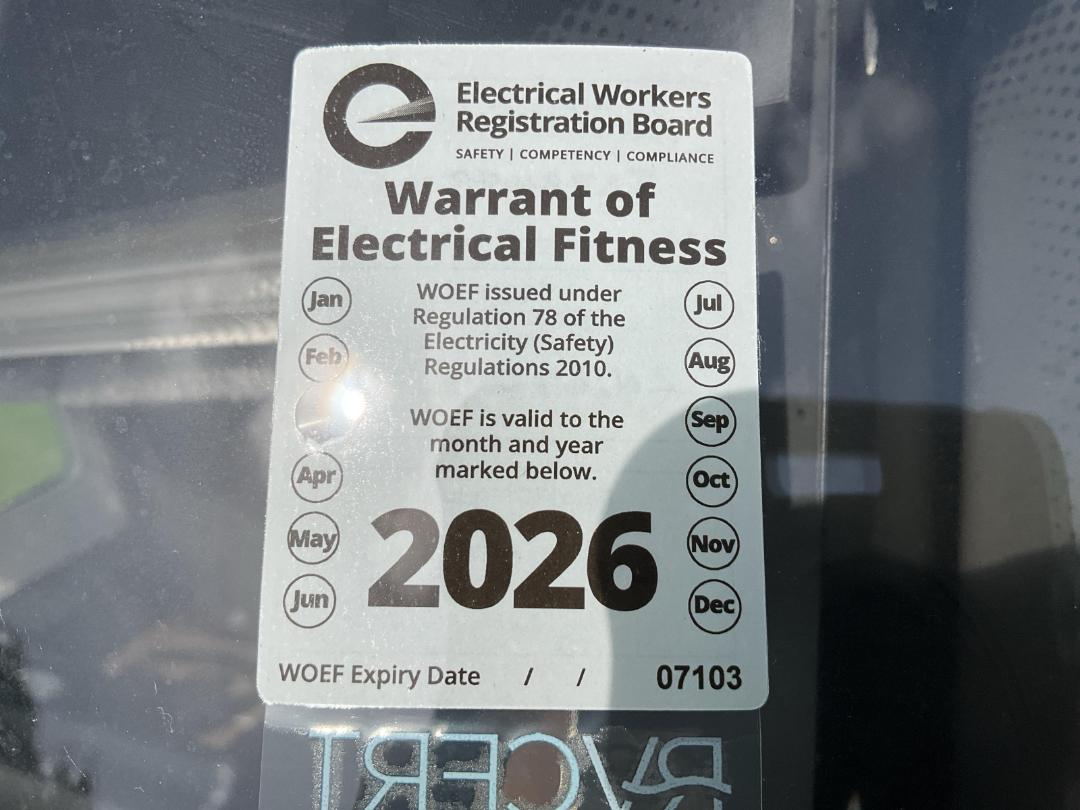 Electrical Workers
Registration Board
SAFETY | COMPETENCY | COMPLIANCE
Warrant of
Electrical Fitness
Jan
Feb
Apr
May
Jun
WOEF issued under
Regulation 78 of the
Electricity (Safety)
Regulations 2010.
WOEF is valid to the
month and year
marked below.
2026
Jul
Aug
Sep
Oct
Nov
Dec
WOEF Expiry Date / / 07103
RVCERT